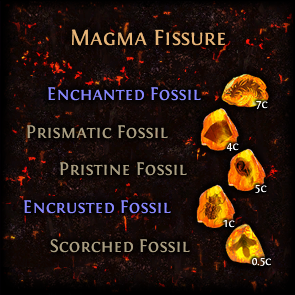 Magma Fissure
Enchanted Fossil
7c
Prismatic Fossil
4c
Pristine Fossil
5c
Encrusted Fossil
1c
Scorched Fossil
0.5c